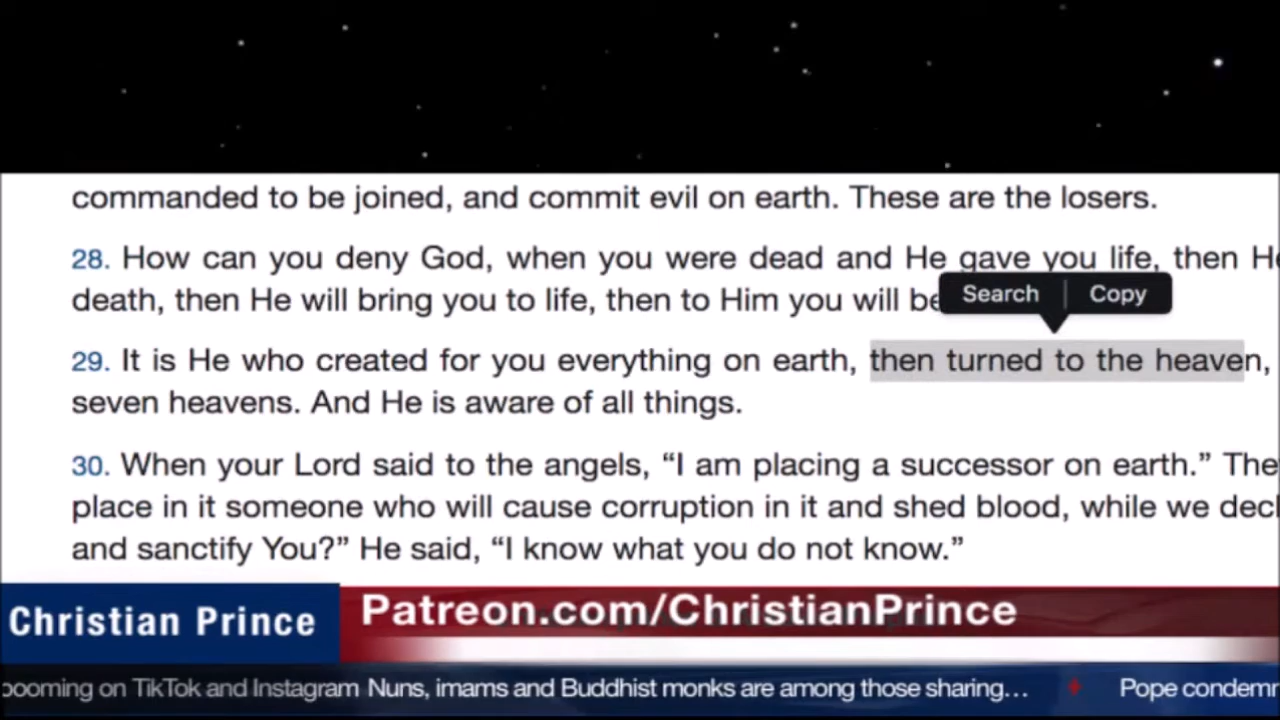 commanded to be joined, and commit evil on earth. These are the losers.
28. How can you deny God, when you were dead and He gave you life, then He
death, then He will bring you to life, then to Him you will be
Search Copy
29. It is He who created for you everything on earth, then turned to the heaven,
seven heavens. And He is aware of all things.
30. When your Lord said to the angels, “I am placing a successor on earth.” The
place in it someone who will cause corruption in it and shed blood, while we decl
and sanctify You?” He said, “I know what you do not know.”
Christian Prince
Patreon.com/ChristianPrince
booming on TikTok and Instagram Nuns, imams and Buddhist monks are among those sharing... Pope condemn